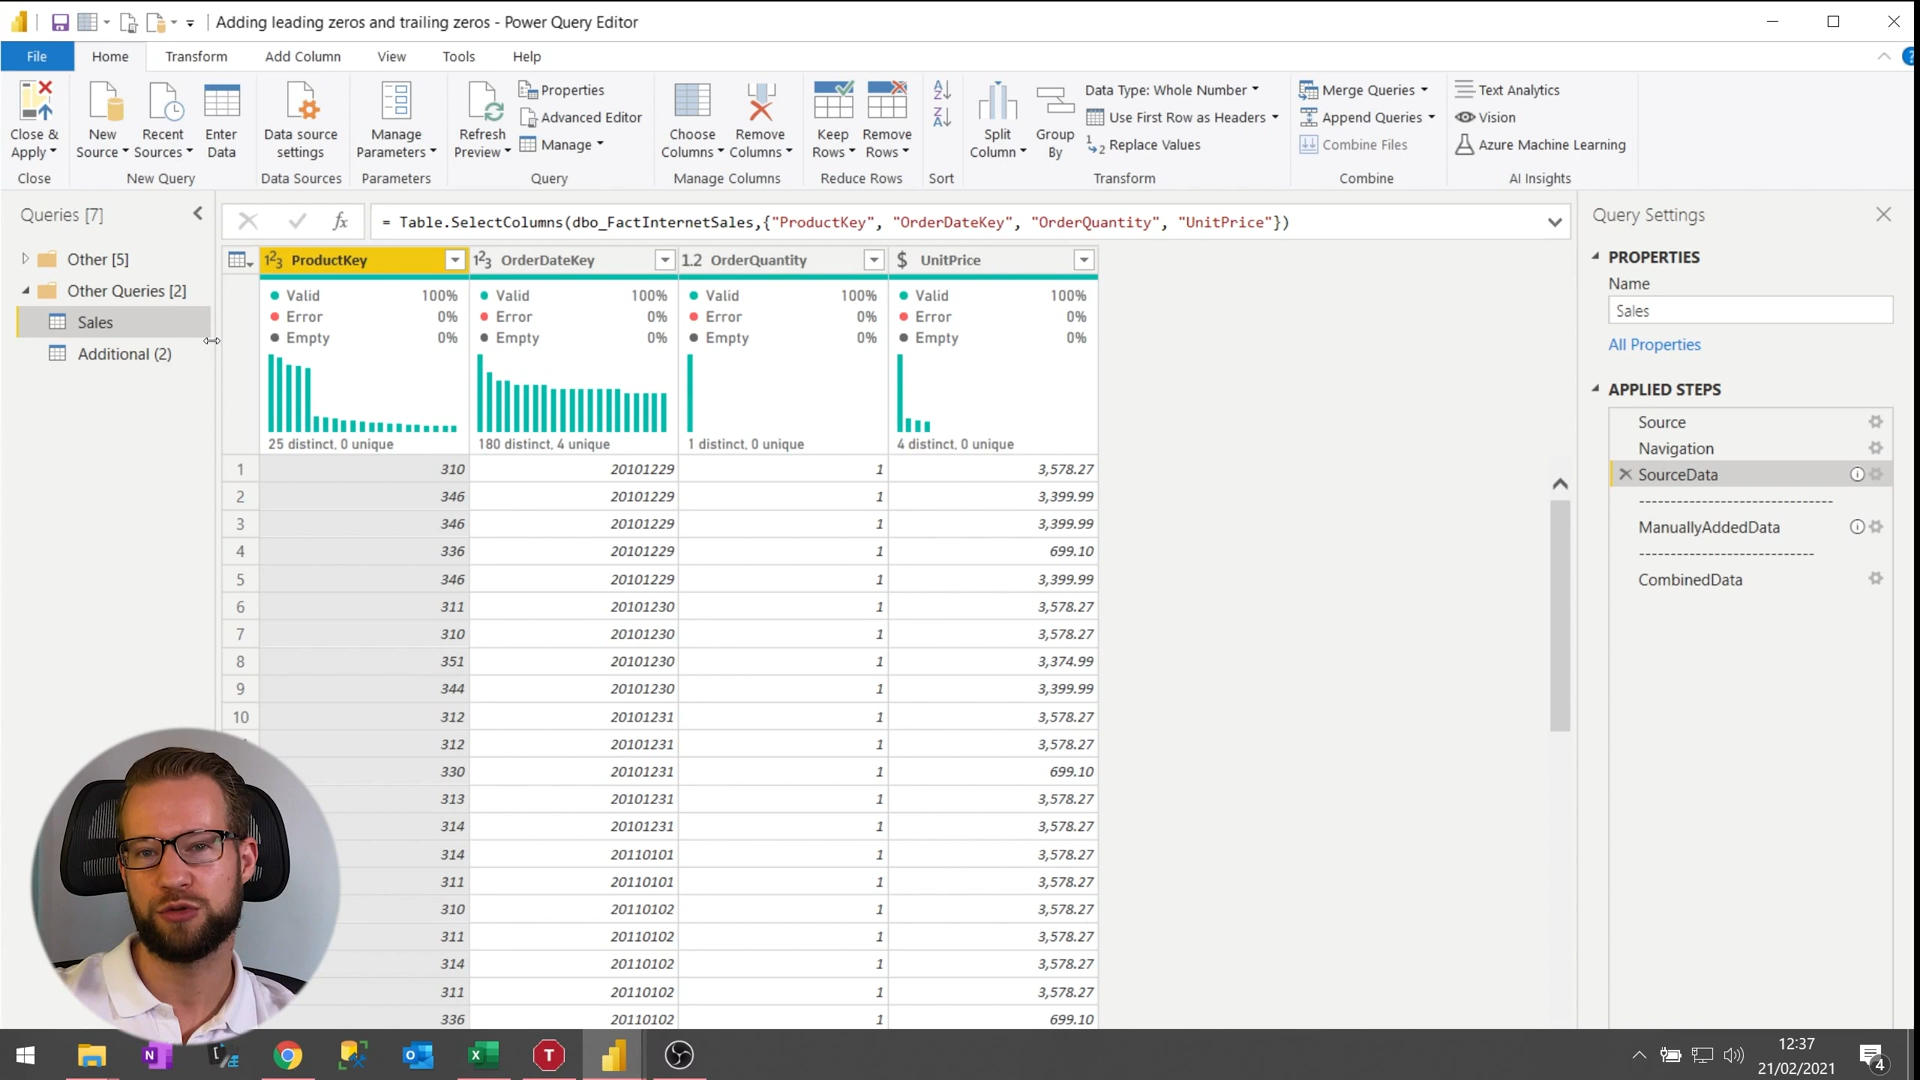 Adding leading zeros and trailing zeros - Power Query Editor
File Home Transform Add Column View Tools Help
Close & Apply
New Source
Recent Sources
Enter Data
Data source settings
Manage Parameters
Refresh Preview
Properties
Advanced Editor
Manage
Choose Columns
Remove Columns
Keep Rows
Remove Rows
Split Column
Group By
Data Type: Whole Number
Use First Row as Headers
1 2 Replace Values
Merge Queries
Append Queries
Combine Files
Text Analytics
Vision
Azure Machine Learning
Close New Query Data Sources Parameters Query Manage Columns Reduce Rows Sort Transform Combine AI Insights
Queries [7]
Other [5]
Other Queries [2]
Sales
Additional (2)
fx = Table.SelectColumns(dbo_FactInternetSales,{"ProductKey", "OrderDateKey", "OrderQuantity", "UnitPrice"})
123 ProductKey 123 OrderDateKey 1.2 OrderQuantity $ UnitPrice
Valid 100% Valid 100% Valid 100% Valid 100%
Error 0% Error 0% Error 0% Error 0%
Empty 0% Empty 0% Empty 0% Empty 0%
25 distinct, 0 unique 180 distinct, 4 unique 1 distinct, 0 unique 4 distinct, 0 unique
1 310 20101229 1 3,578.27
2 346 20101229 1 3,399.99
3 346 20101229 1 3,399.99
4 336 20101229 1 699.10
5 346 20101229 1 3,399.99
6 311 20101230 1 3,578.27
7 310 20101230 1 3,578.27
8 351 20101230 1 3,374.99
9 344 20101230 1 3,399.99
10 312 20101231 1 3,578.27
312 20101231 1 3,578.27
330 20101231 1 699.10
313 20101231 1 3,578.27
314 20101231 1 3,578.27
314 20110101 1 3,578.27
311 20110101 1 3,578.27
310 20110102 1 3,578.27
311 20110102 1 3,578.27
314 20110102 1 3,578.27
311 20110102 1 3,578.27
336 20110102 1 699.10
Query Settings
PROPERTIES
Name
Sales
All Properties
APPLIED STEPS
Source
Navigation
SourceData
------------------------------
ManuallyAddedData
---------------------------
CombinedData
N T
12:37
21/02/2021
4